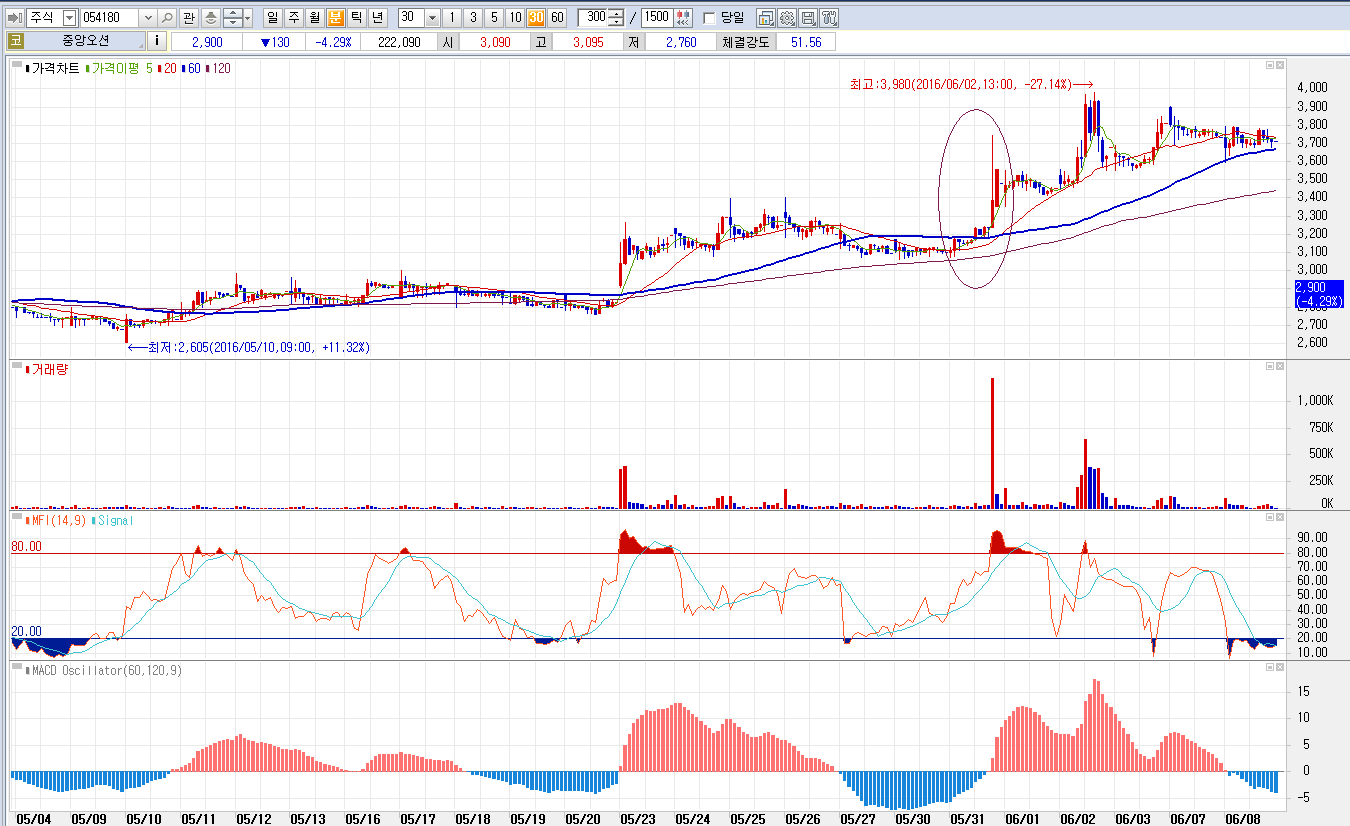 주식 054180 관 일 주 월 분 틱 년 30 1 3 5 10 30 60 300 / 1500 당일
코 중앙오션 i 2,900 ▼130 -4.29% 222,090 시 3,090 고 3,095 저 2,760 체결강도 51.56
가격차트 가격이평 5 20 60 120
최고:3,980(2016/06/02,13:00, -27.14%)→
←최저:2,605(2016/05/10,09:00, +11.32%)
4,000
3,900
3,800
3,700
3,600
3,500
3,400
3,300
3,200
3,100
3,000
2,900
(-4.29%)
2,700
2,600
거래량
1,000K
750K
500K
250K
0K
MFI(14,9) Signal
80.00
20.00
90.00
80.00
70.00
60.00
50.00
40.00
30.00
20.00
10.00
MACD Oscillator(60,120,9)
15
10
5
0
-5
05/04 05/09 05/10 05/11 05/12 05/13 05/16 05/17 05/18 05/19 05/20 05/23 05/24 05/25 05/26 05/27 05/30 05/31 06/01 06/02 06/03 06/07 06/08